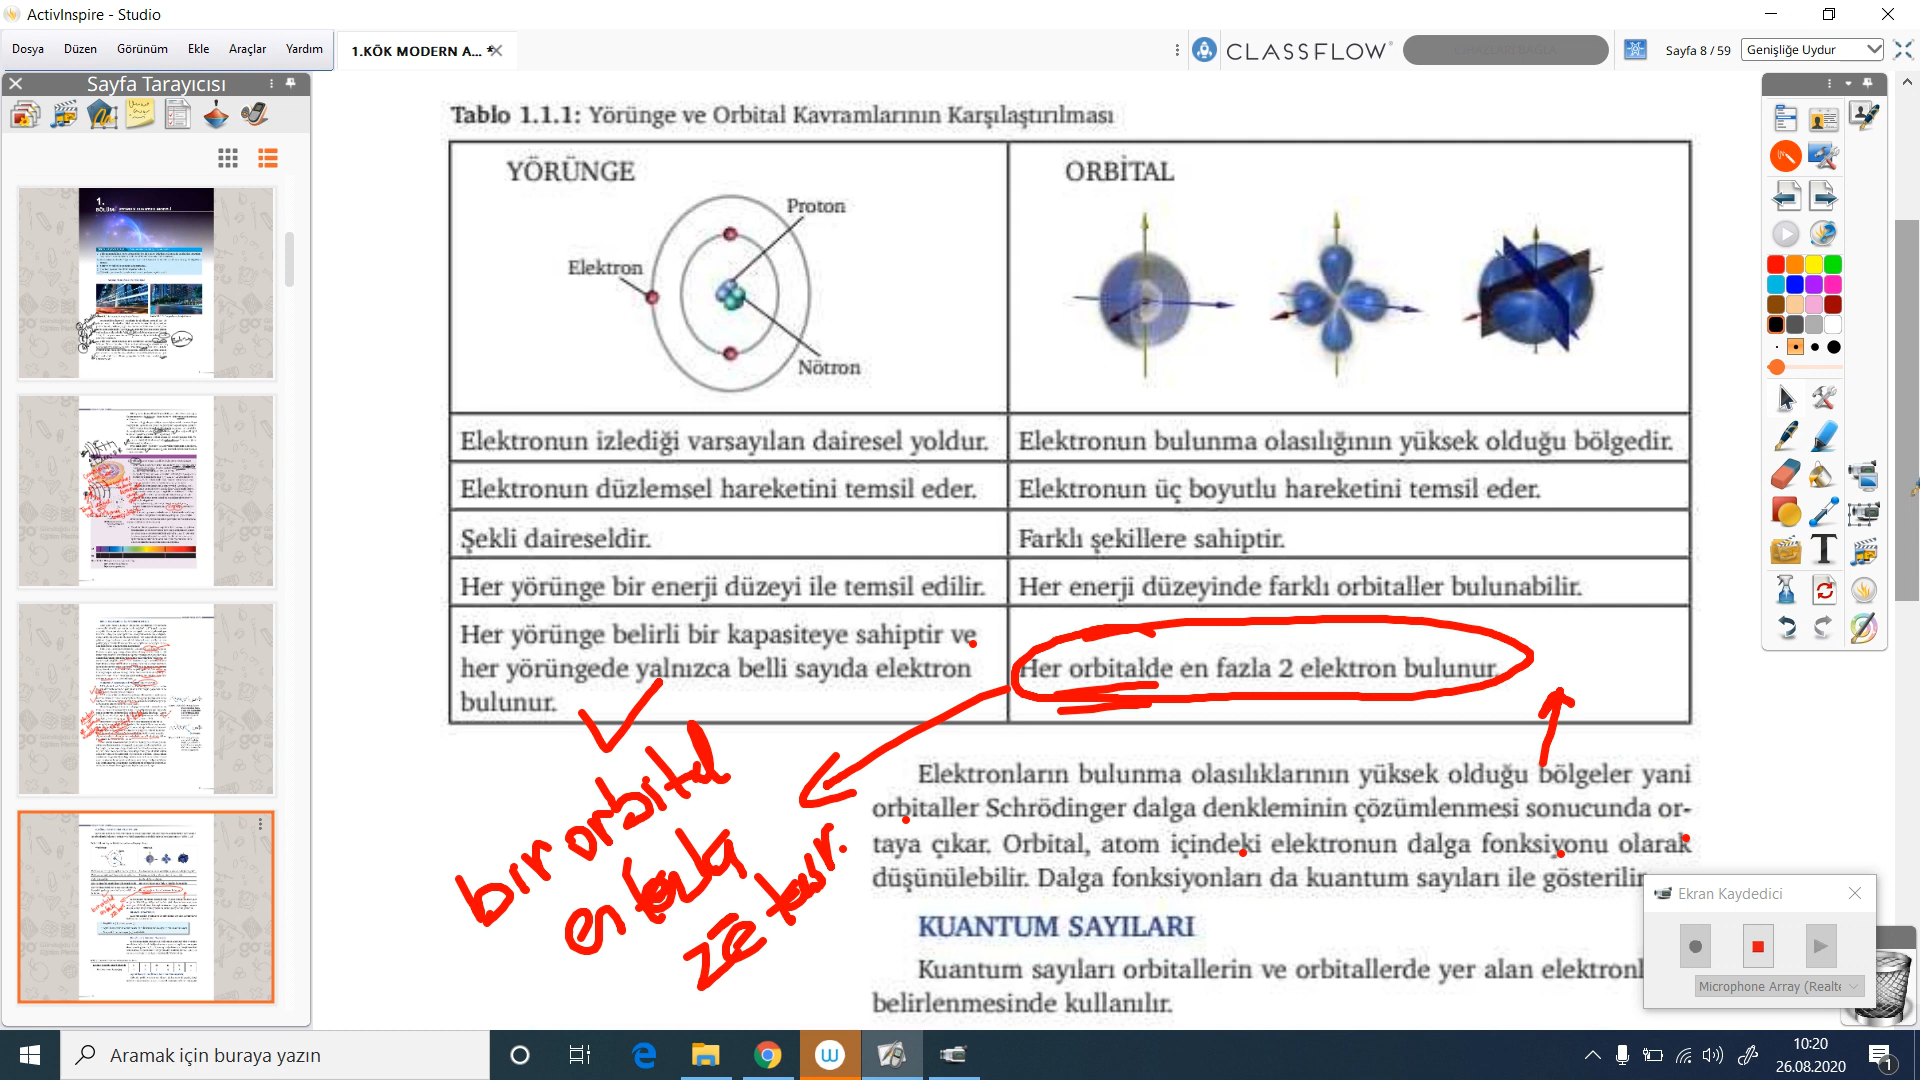 ActivInspire - Studio
Dosya Düzen Görünüm Ekle Araçlar Yardım
1.KÖK MODERN A... *
CLASSFLOW
Sayfa 8 / 59
Genişliğe Uydur
Sayfa Tarayıcısı
Tablo 1.1.1: Yörünge ve Orbital Kavramlarının Karşılaştırılması
YÖRÜNGE
ORBİTAL
Proton
Elektron
Nötron
Elektronun izlediği varsayılan dairesel yoldur.
Elektronun bulunma olasılığının yüksek olduğu bölgedir.
Elektronun düzlemsel hareketini temsil eder.
Elektronun üç boyutlu hareketini temsil eder.
Şekli daireseldir.
Farklı şekillere sahiptir.
Her yörünge bir enerji düzeyi ile temsil edilir.
Her enerji düzeyinde farklı orbitaller bulunabilir.
Her yörünge belirli bir kapasiteye sahiptir ve
her yörüngede yalnızca belli sayıda elektron
bulunur.
Her orbitalde en fazla 2 elektron bulunur.
bir orbital
en fazla
2e
Elektronların bulunma olasılıklarının yüksek olduğu bölgeler yani
orbitaller Schrödinger dalga denkleminin çözümlenmesi sonucunda or-
taya çıkar. Orbital, atom içindeki elektronun dalga fonksiyonu olarak
düşünülebilir. Dalga fonksiyonları da kuantum sayıları ile gösterilir
KUANTUM SAYILARI
Kuantum sayıları orbitallerin ve orbitallerde yer alan elektronl
belirlenmesinde kullanılır.
Ekran Kaydedici
Microphone Array (Realte
Aramak için buraya yazın
10:20
26.08.2020
1